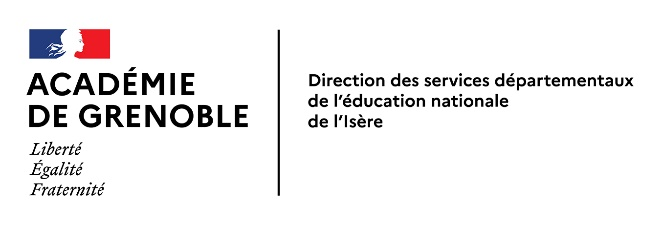 ACADÉMIE
DE GRENOBLE
Liberté
Égalité
Fraternité
Direction des services départementaux
de l'éducation nationale
de l'Isère